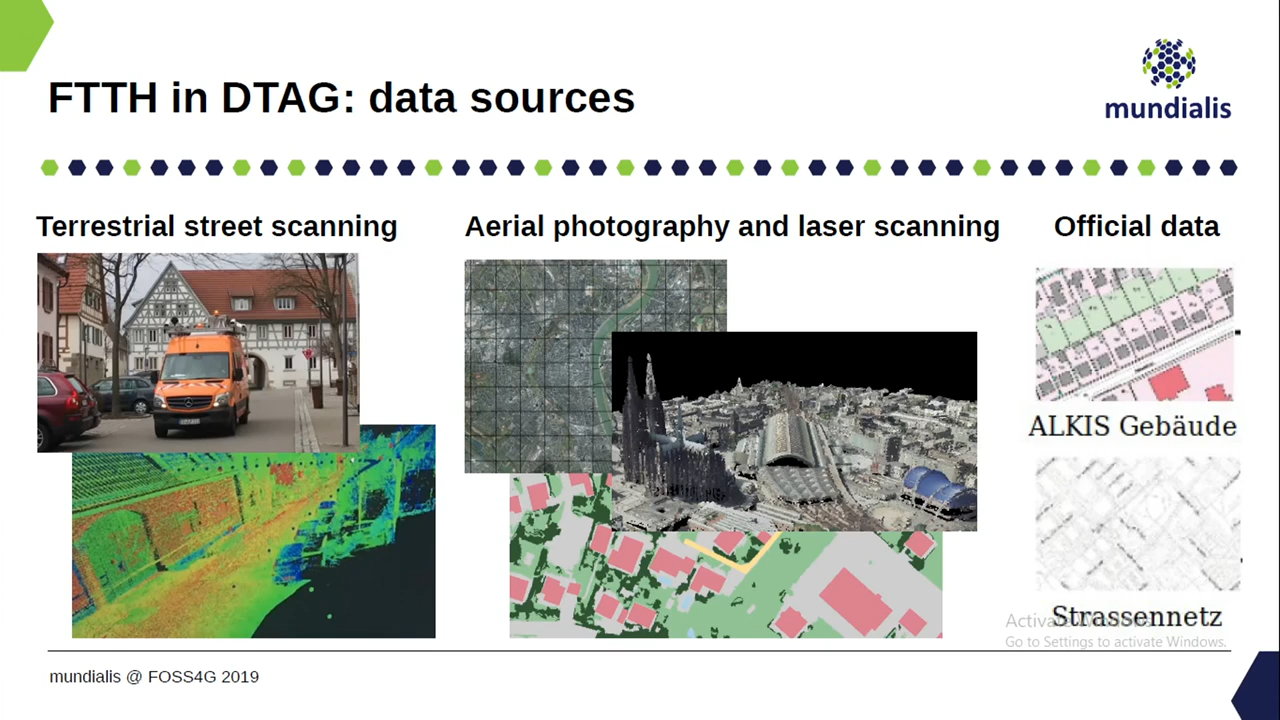 FTTH in DTAG: data sources
mundialis
Terrestrial street scanning
Aerial photography and laser scanning
Official data
ALKIS Gebäude
Strassennetz
Activate Windows
Go to Settings to activate Windows.
mundialis @ FOSS4G 2019